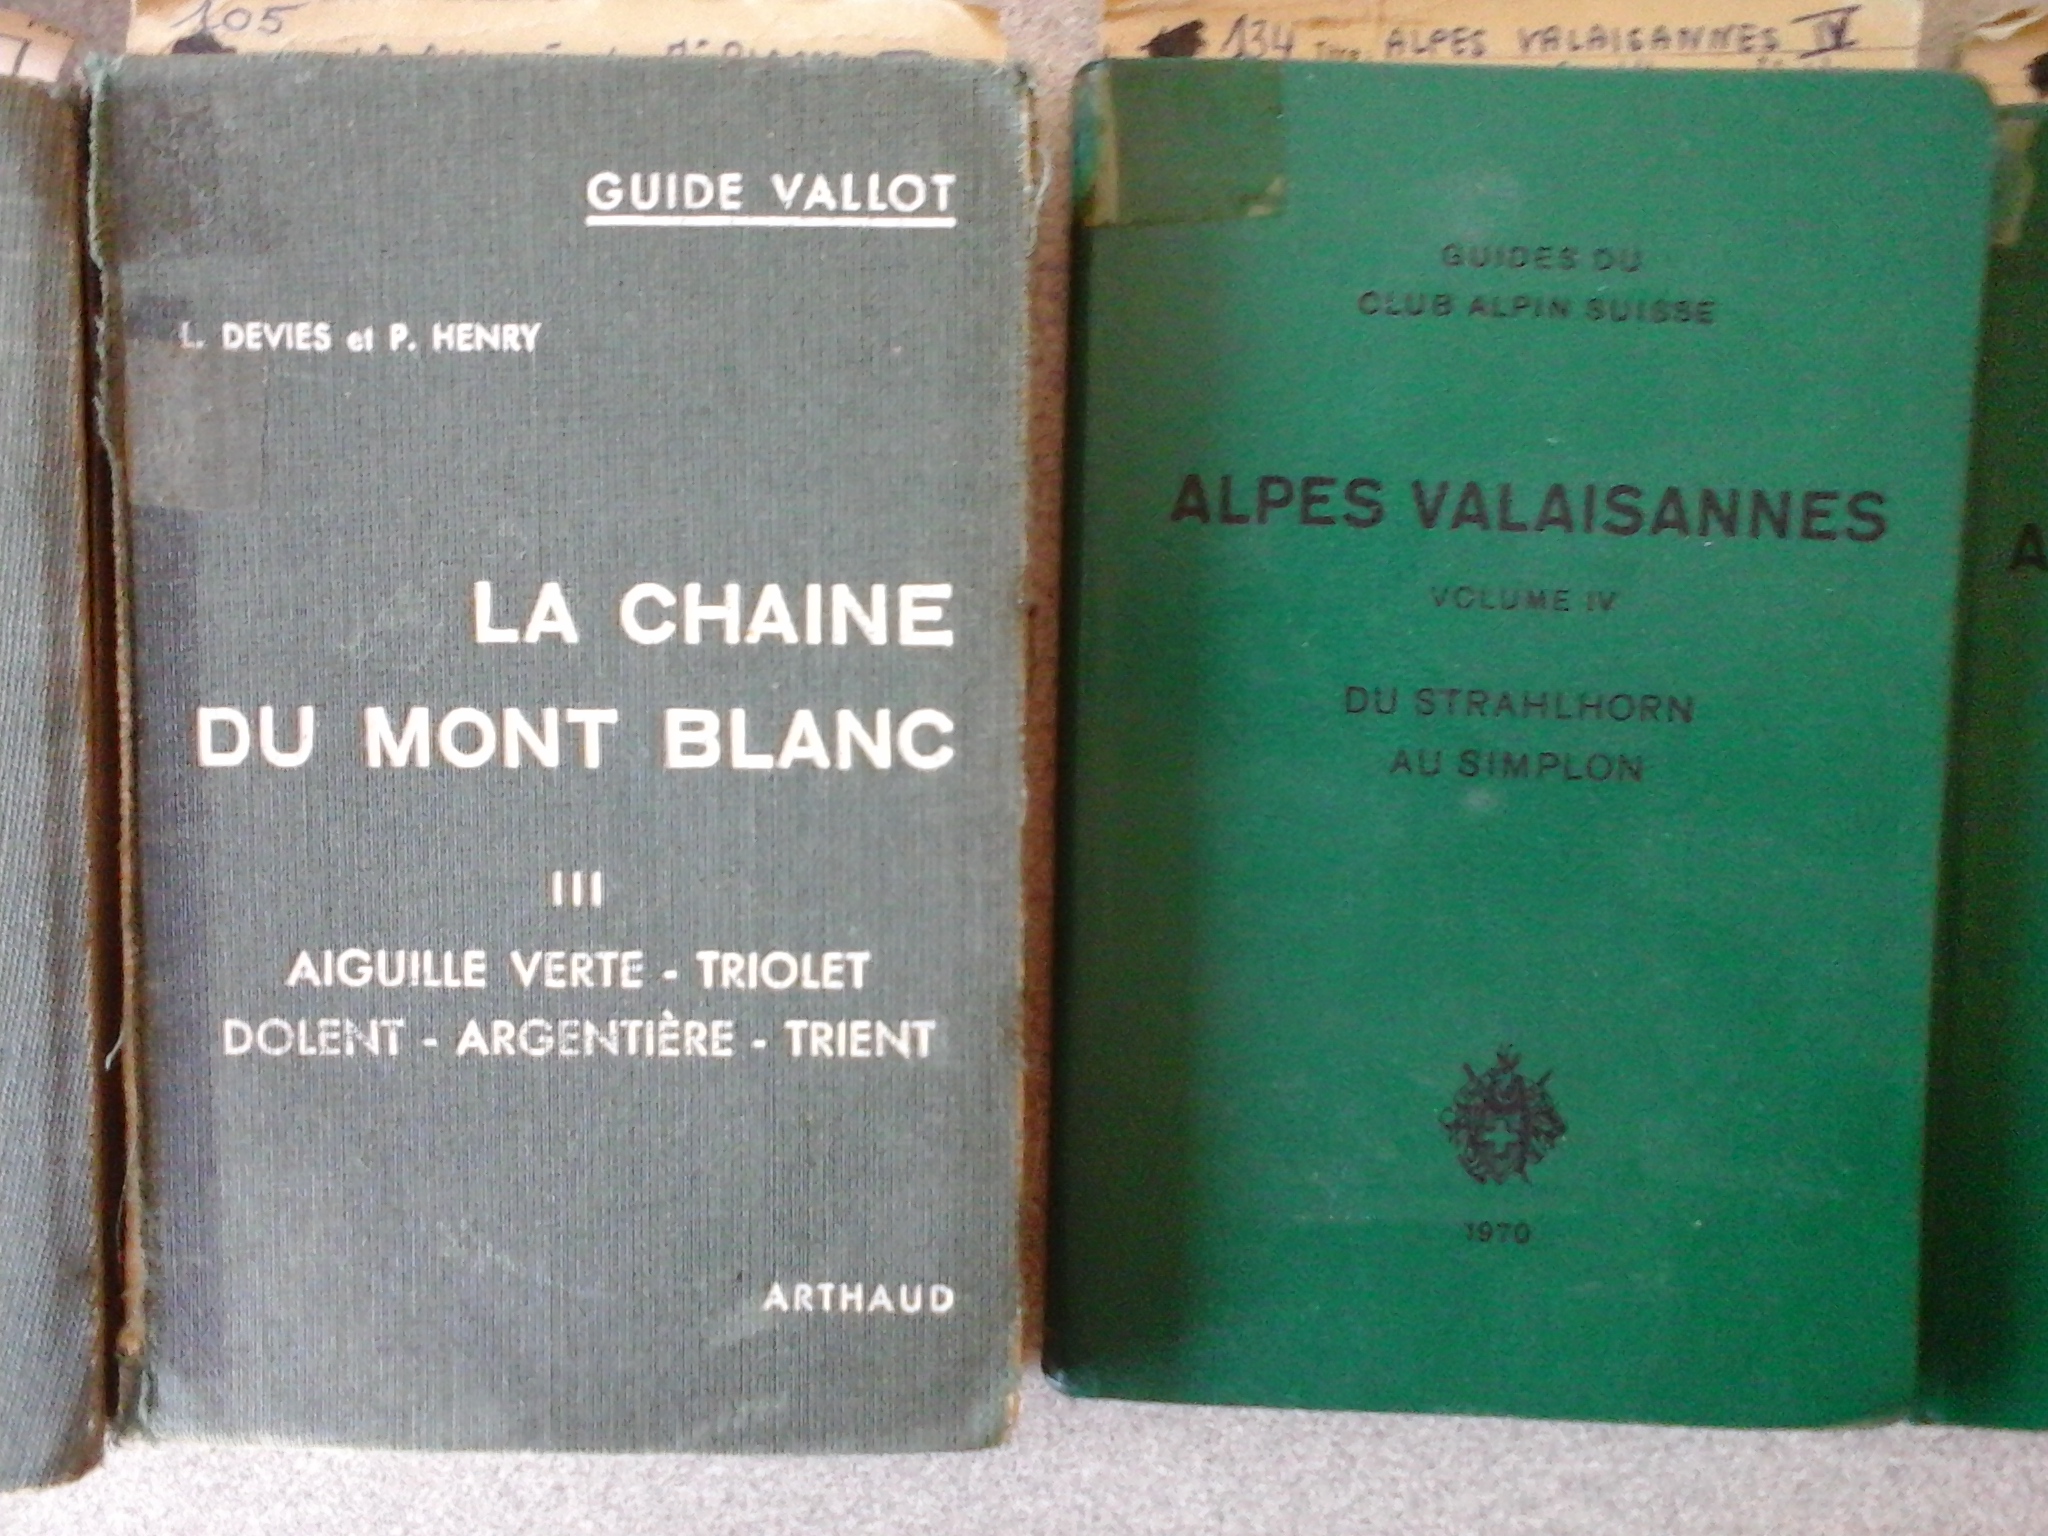 105
GUIDE VALLOT
L. DEVIES et P. HENRY
LA CHAINE
DU MONT BLANC
III
AIGUILLE VERTE - TRIOLET
DOLENT - ARGENTIÈRE - TRIENT
ARTHAUD
134 Titre ALPES VALAISANNES IV
GUIDES DU
CLUB ALPIN SUISSE
ALPES VALAISANNES
VOLUME IV
DU STRAHLHORN
AU SIMPLON
1970
A